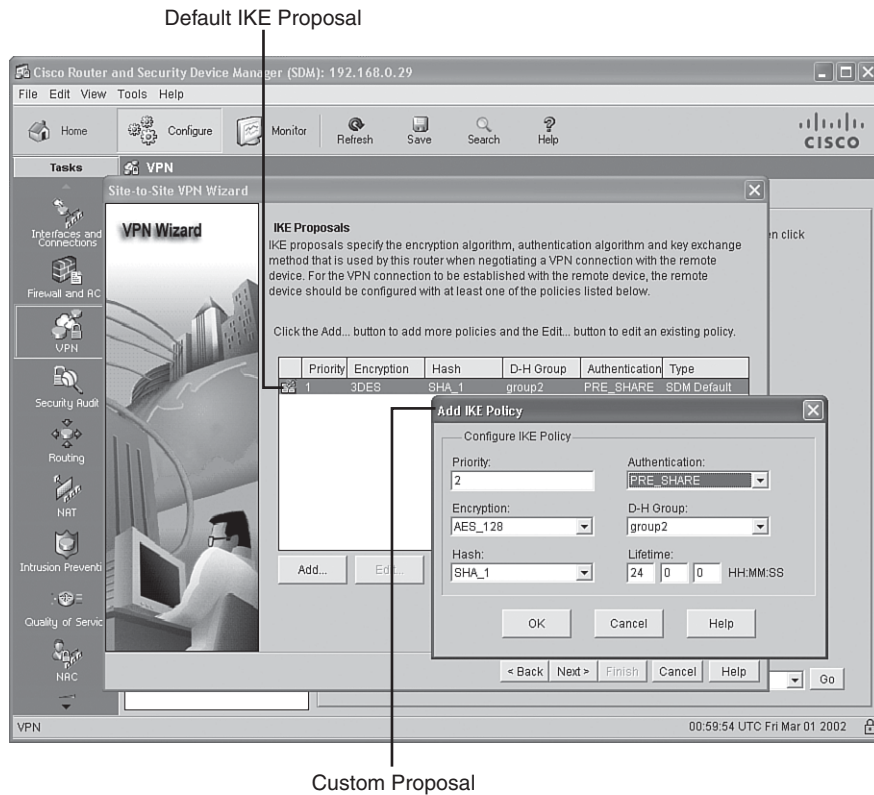 Default IKE Proposal
Cisco Router and Security Device Manager (SDM): 192.168.0.29
File Edit View Tools Help
Home Configure Monitor Refresh Save Search Help
CISCO
Tasks VPN
Site-to-Site VPN Wizard
Interfaces and
Connections
Firewall and AC
VPN
Security Audit
Routing
NAT
Intrusion Preventi
Quality of Servic
NAC
VPN Wizard
IKE Proposals
IKE proposals specify the encryption algorithm, authentication algorithm and key exchange
method that is used by this router when negotiating a VPN connection with the remote
device. For the VPN connection to be established with the remote device, the remote
device should be configured with at least one of the policies listed below.
n click
Click the Add... button to add more policies and the Edit... button to edit an existing policy.
Priority Encryption Hash D-H Group Authentication Type
1 3DES SHA_1 group2 PRE_SHARE SDM Default
Add IKE Policy
Configure IKE Policy
Priority: Authentication:
2 PRE_SHARE
Encryption: D-H Group:
AES_128 group2
Hash: Lifetime:
SHA_1 24 0 0 HH:MM:SS
OK Cancel Help
Add... Edit...
< Back Next > Finish Cancel Help
Go
VPN 00:59:54 UTC Fri Mar 01 2002
Custom Proposal